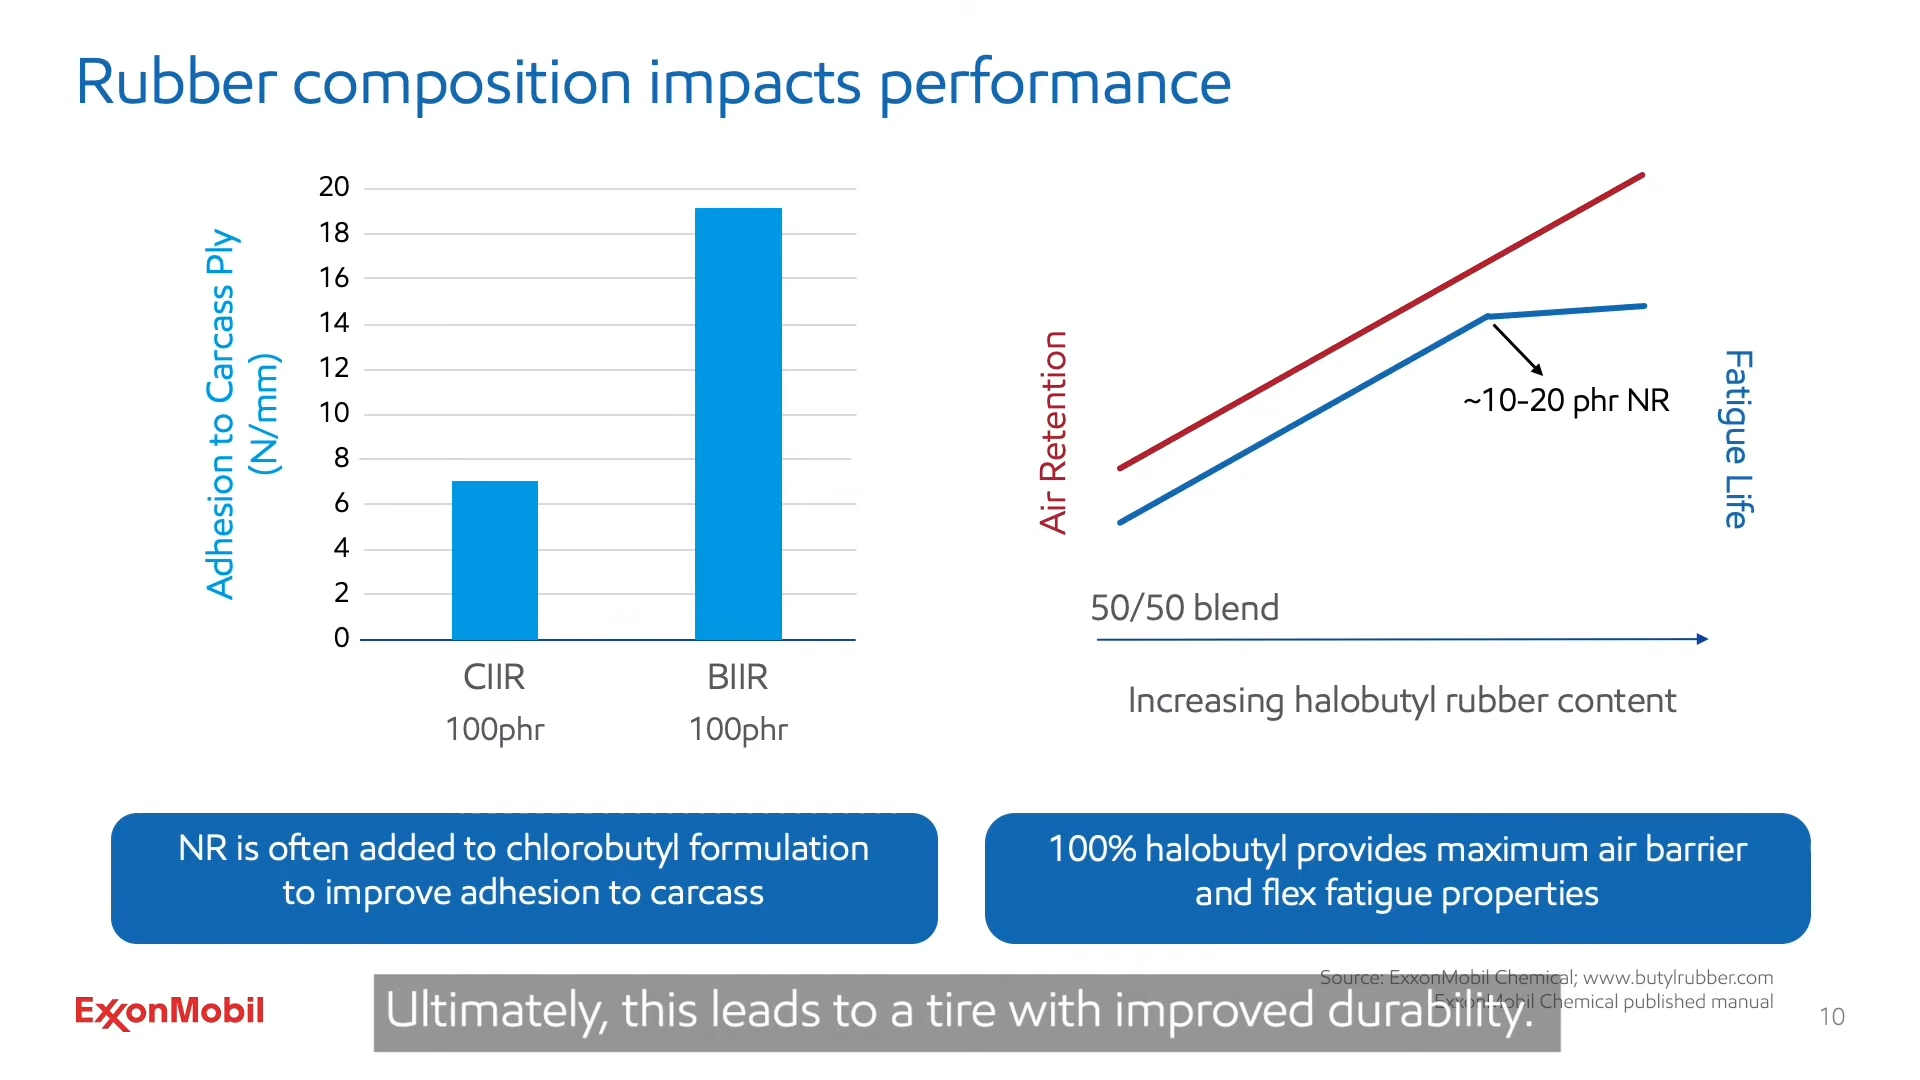 Rubber composition impacts performance
Adhesion to Carcass Ply
(N/mm)
20
18
16
14
12
10
8
6
4
2
0
CIIR
100phr
BIIR
100phr
Air Retention
Fatigue Life
~10-20 phr NR
50/50 blend
Increasing halobutyl rubber content
NR is often added to chlorobutyl formulation
to improve adhesion to carcass
100% halobutyl provides maximum air barrier
and flex fatigue properties
Source: ExxonMobil Chemical; www.butylrubber.com
ExxonMobil Chemical published manual
ExxonMobil
Ultimately, this leads to a tire with improved durability.
10